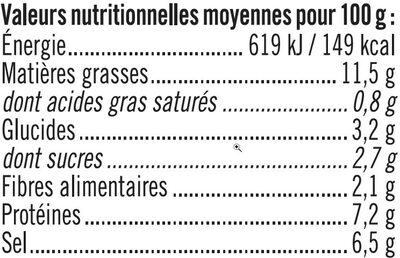 Valeurs nutritionnelles moyennes pour 100 g :
Énergie.............................. 619 kJ / 149 kcal
Matières grasses................................ 11,5 g
dont acides gras saturés ...................... 0,8 g
Glucides.............................................. 3,2 g
dont sucres ......................................... 2,7 g
Fibres alimentaires .............................. 2,1 g
Protéines............................................. 7,2 g
Sel...................................................... 6,5 g